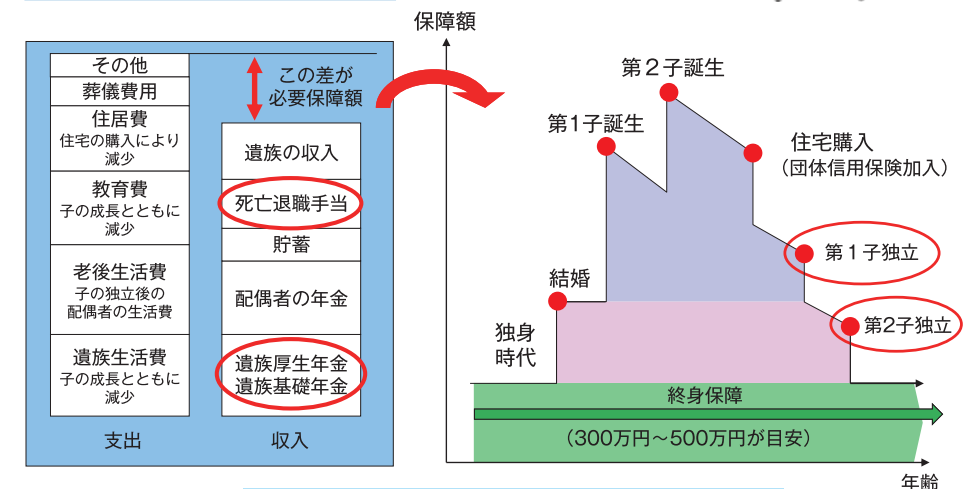 その他
葬儀費用
住居費
住宅の購入により
減少
教育費
子の成長とともに
減少
老後生活費
子の独立後の
配偶者の生活費
遺族生活費
子の成長とともに
減少
支出
この差が
必要保障額
遺族の収入
死亡退職手当
貯蓄
配偶者の年金
遺族厚生年金
遺族基礎年金
収入
保障額
第2子誕生
第1子誕生
住宅購入
（団体信用保険加入）
第1子独立
結婚
第2子独立
独身
時代
終身保障
（300万円～500万円が目安）
年齢